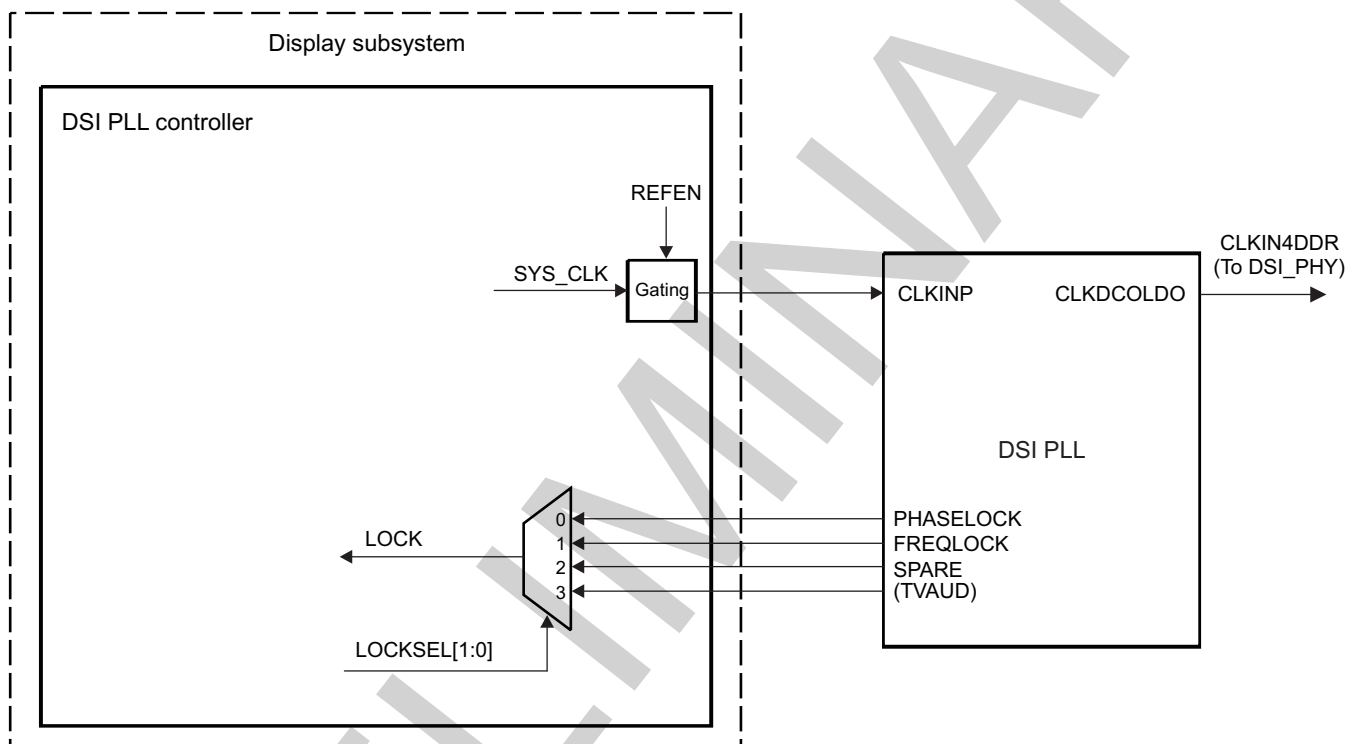 Display subsystem
DSI PLL controller
REFEN
SYS_CLK
Gating
CLKINP
CLKDCOLDO
CLKIN4DDR
(To DSI_PHY)
DSI PLL
0
1
2
3
PHASELOCK
FREQLOCK
SPARE
(TVAUD)
LOCK
LOCKSEL[1:0]